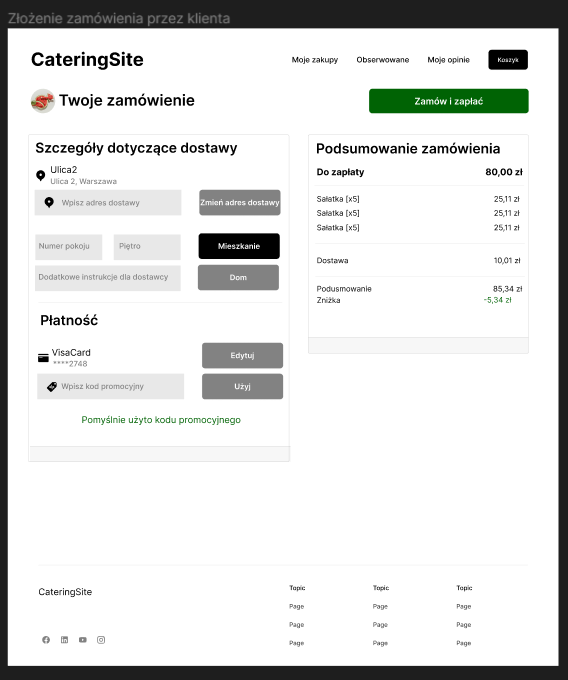 Złożenie zamówienia przez klienta
CateringSite
Moje zakupy
Obserwowane
Moje opinie
Koszyk
Twoje zamówienie
Zamów i zapłać
Szczegóły dotyczące dostawy
Ulica2
Ulica 2, Warszawa
Wpisz adres dostawy
Zmień adres dostawy
Numer pokoju
Piętro
Mieszkanie
Dodatkowe instrukcje dla dostawcy
Dom
Płatność
VisaCard
****2748
Edytuj
Wpisz kod promocyjny
Użyj
Pomyślnie użyto kodu promocyjnego
Podsumowanie zamówienia
Do zapłaty 80,00 zł
Sałatka [x5] 25,11 zł
Sałatka [x5] 25,11 zł
Sałatka [x5] 25,11 zł
Dostawa 10,01 zł
Podusmowanie 85,34 zł
Zniżka -5,34 zł
CateringSite
Topic Topic Topic
Page Page Page
Page Page Page
Page Page Page